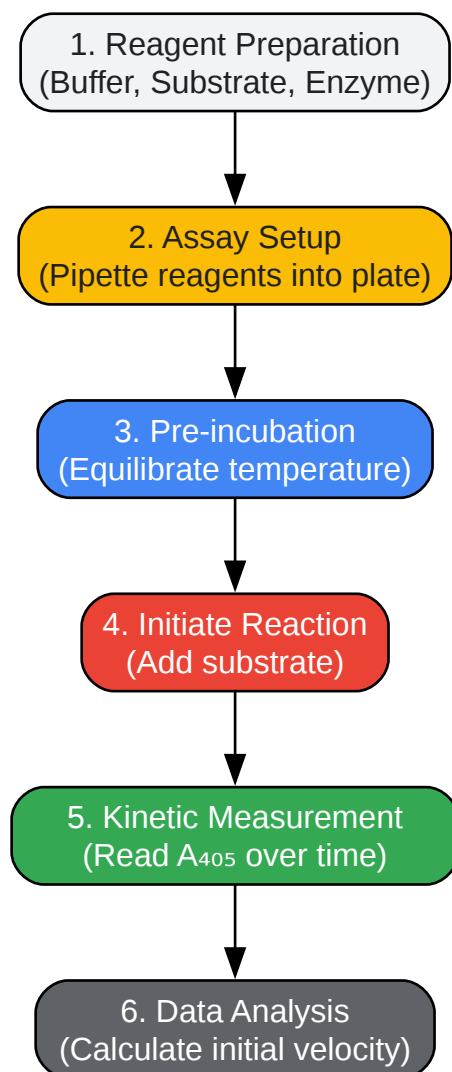 1. Reagent Preparation
(Buffer, Substrate, Enzyme)
2. Assay Setup
(Pipette reagents into plate)
3. Pre-incubation
(Equilibrate temperature)
4. Initiate Reaction
(Add substrate)
5. Kinetic Measurement
(Read A₄₀₅ over time)
6. Data Analysis
(Calculate initial velocity)